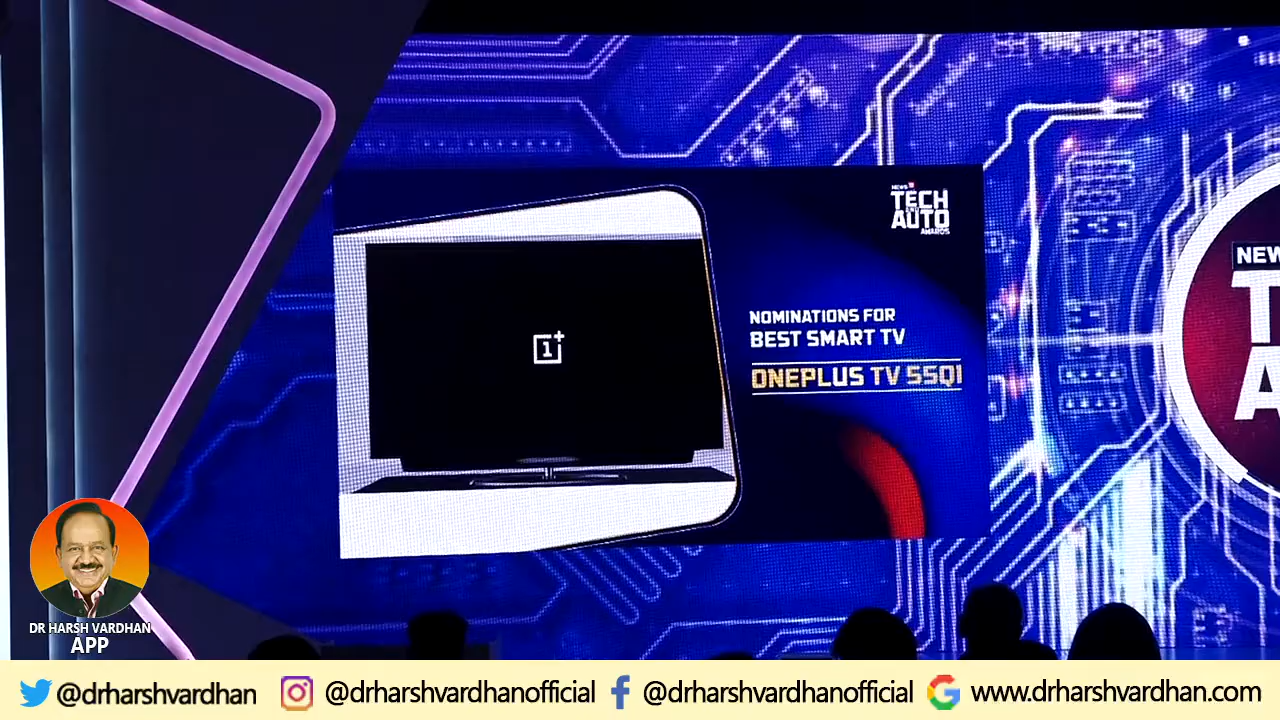 NEWS18
TECH
AND
AUTO
AWARDS
NOMINATIONS FOR
BEST SMART TV
ONEPLUS TV 55Q1
1+
NEW
T
A
DR HARSH VARDHAN
APP
@drharshvardhan
@drharshvardhanofficial
@drharshvardhanofficial
www.drharshvardhan.com